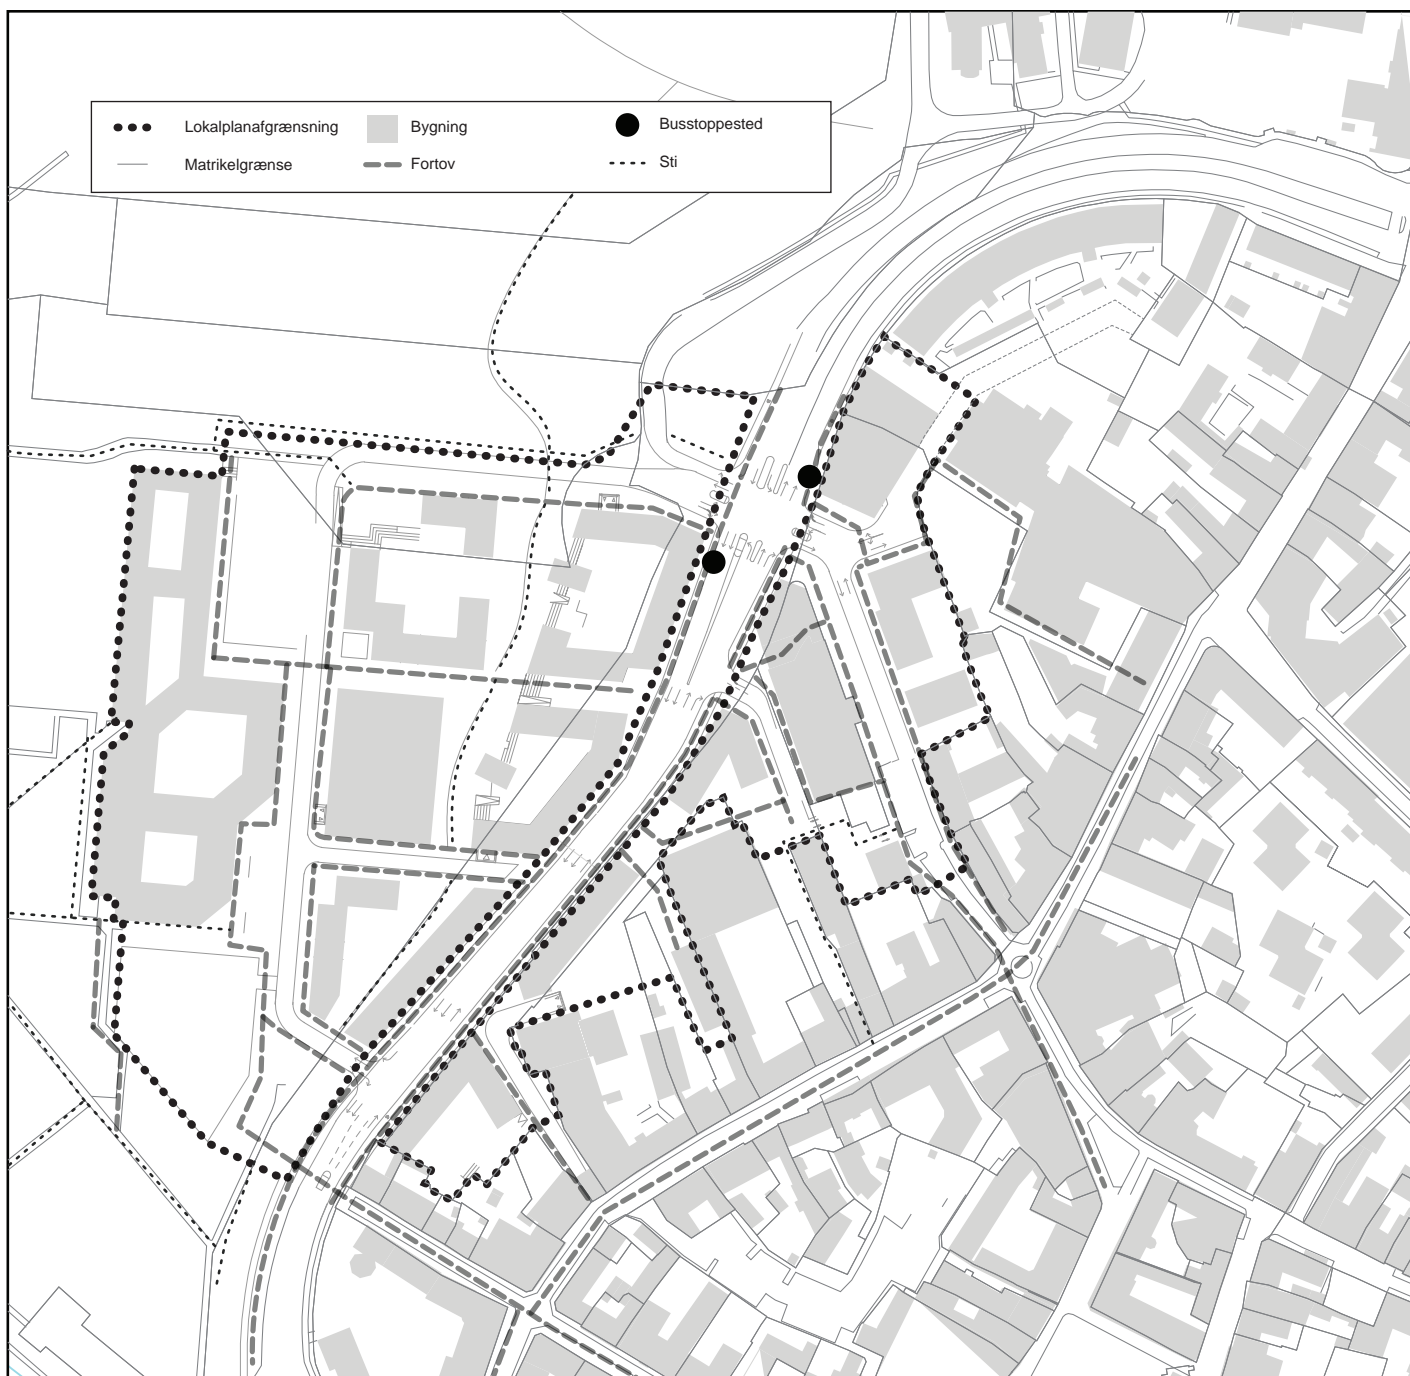 Lokalplanafgrænsning
Bygning
Busstoppested
Matrikelgrænse
Fortov
Sti